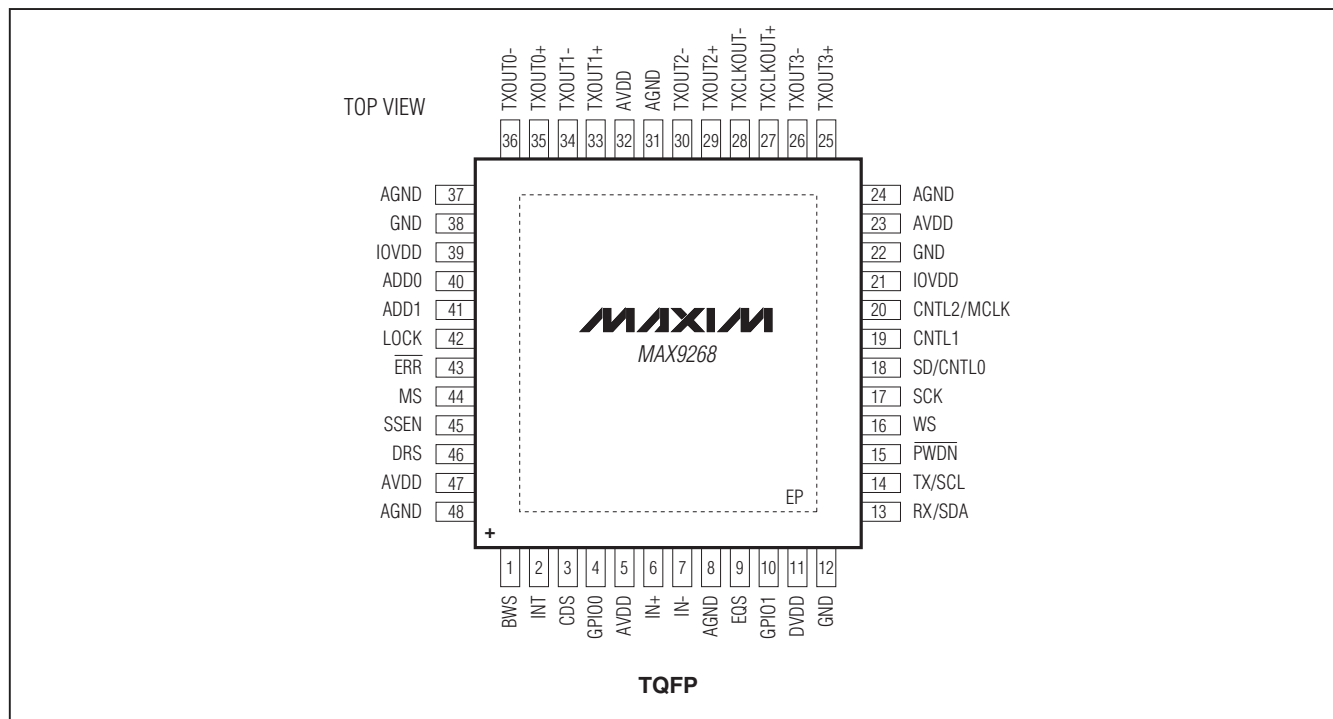 TOP VIEW
36 TXOUT0-
35 TXOUT0+
34 TXOUT1-
33 TXOUT1+
32 AVDD
31 AGND
30 TXOUT2-
29 TXOUT2+
28 TXCLKOUT-
27 TXCLKOUT+
26 TXOUT3-
25 TXOUT3+
AGND 37
GND 38
IOVDD 39
ADD0 40
ADD1 41
LOCK 42
E̅R̅R̅ 43
MS 44
SSEN 45
DRS 46
AVDD 47
AGND 48
24 AGND
23 AVDD
22 GND
21 IOVDD
20 CNTL2/MCLK
19 CNTL1
18 SD/CNTL0
17 SCK
16 WS
15 P̅W̅D̅N̅
14 TX/SCL
13 RX/SDA
MAXIM
MAX9268
EP
+
1 BWS
2 INT
3 CDS
4 GPIO0
5 AVDD
6 IN+
7 IN-
8 AGND
9 EQS
10 GPIO1
11 DVDD
12 GND
TQFP